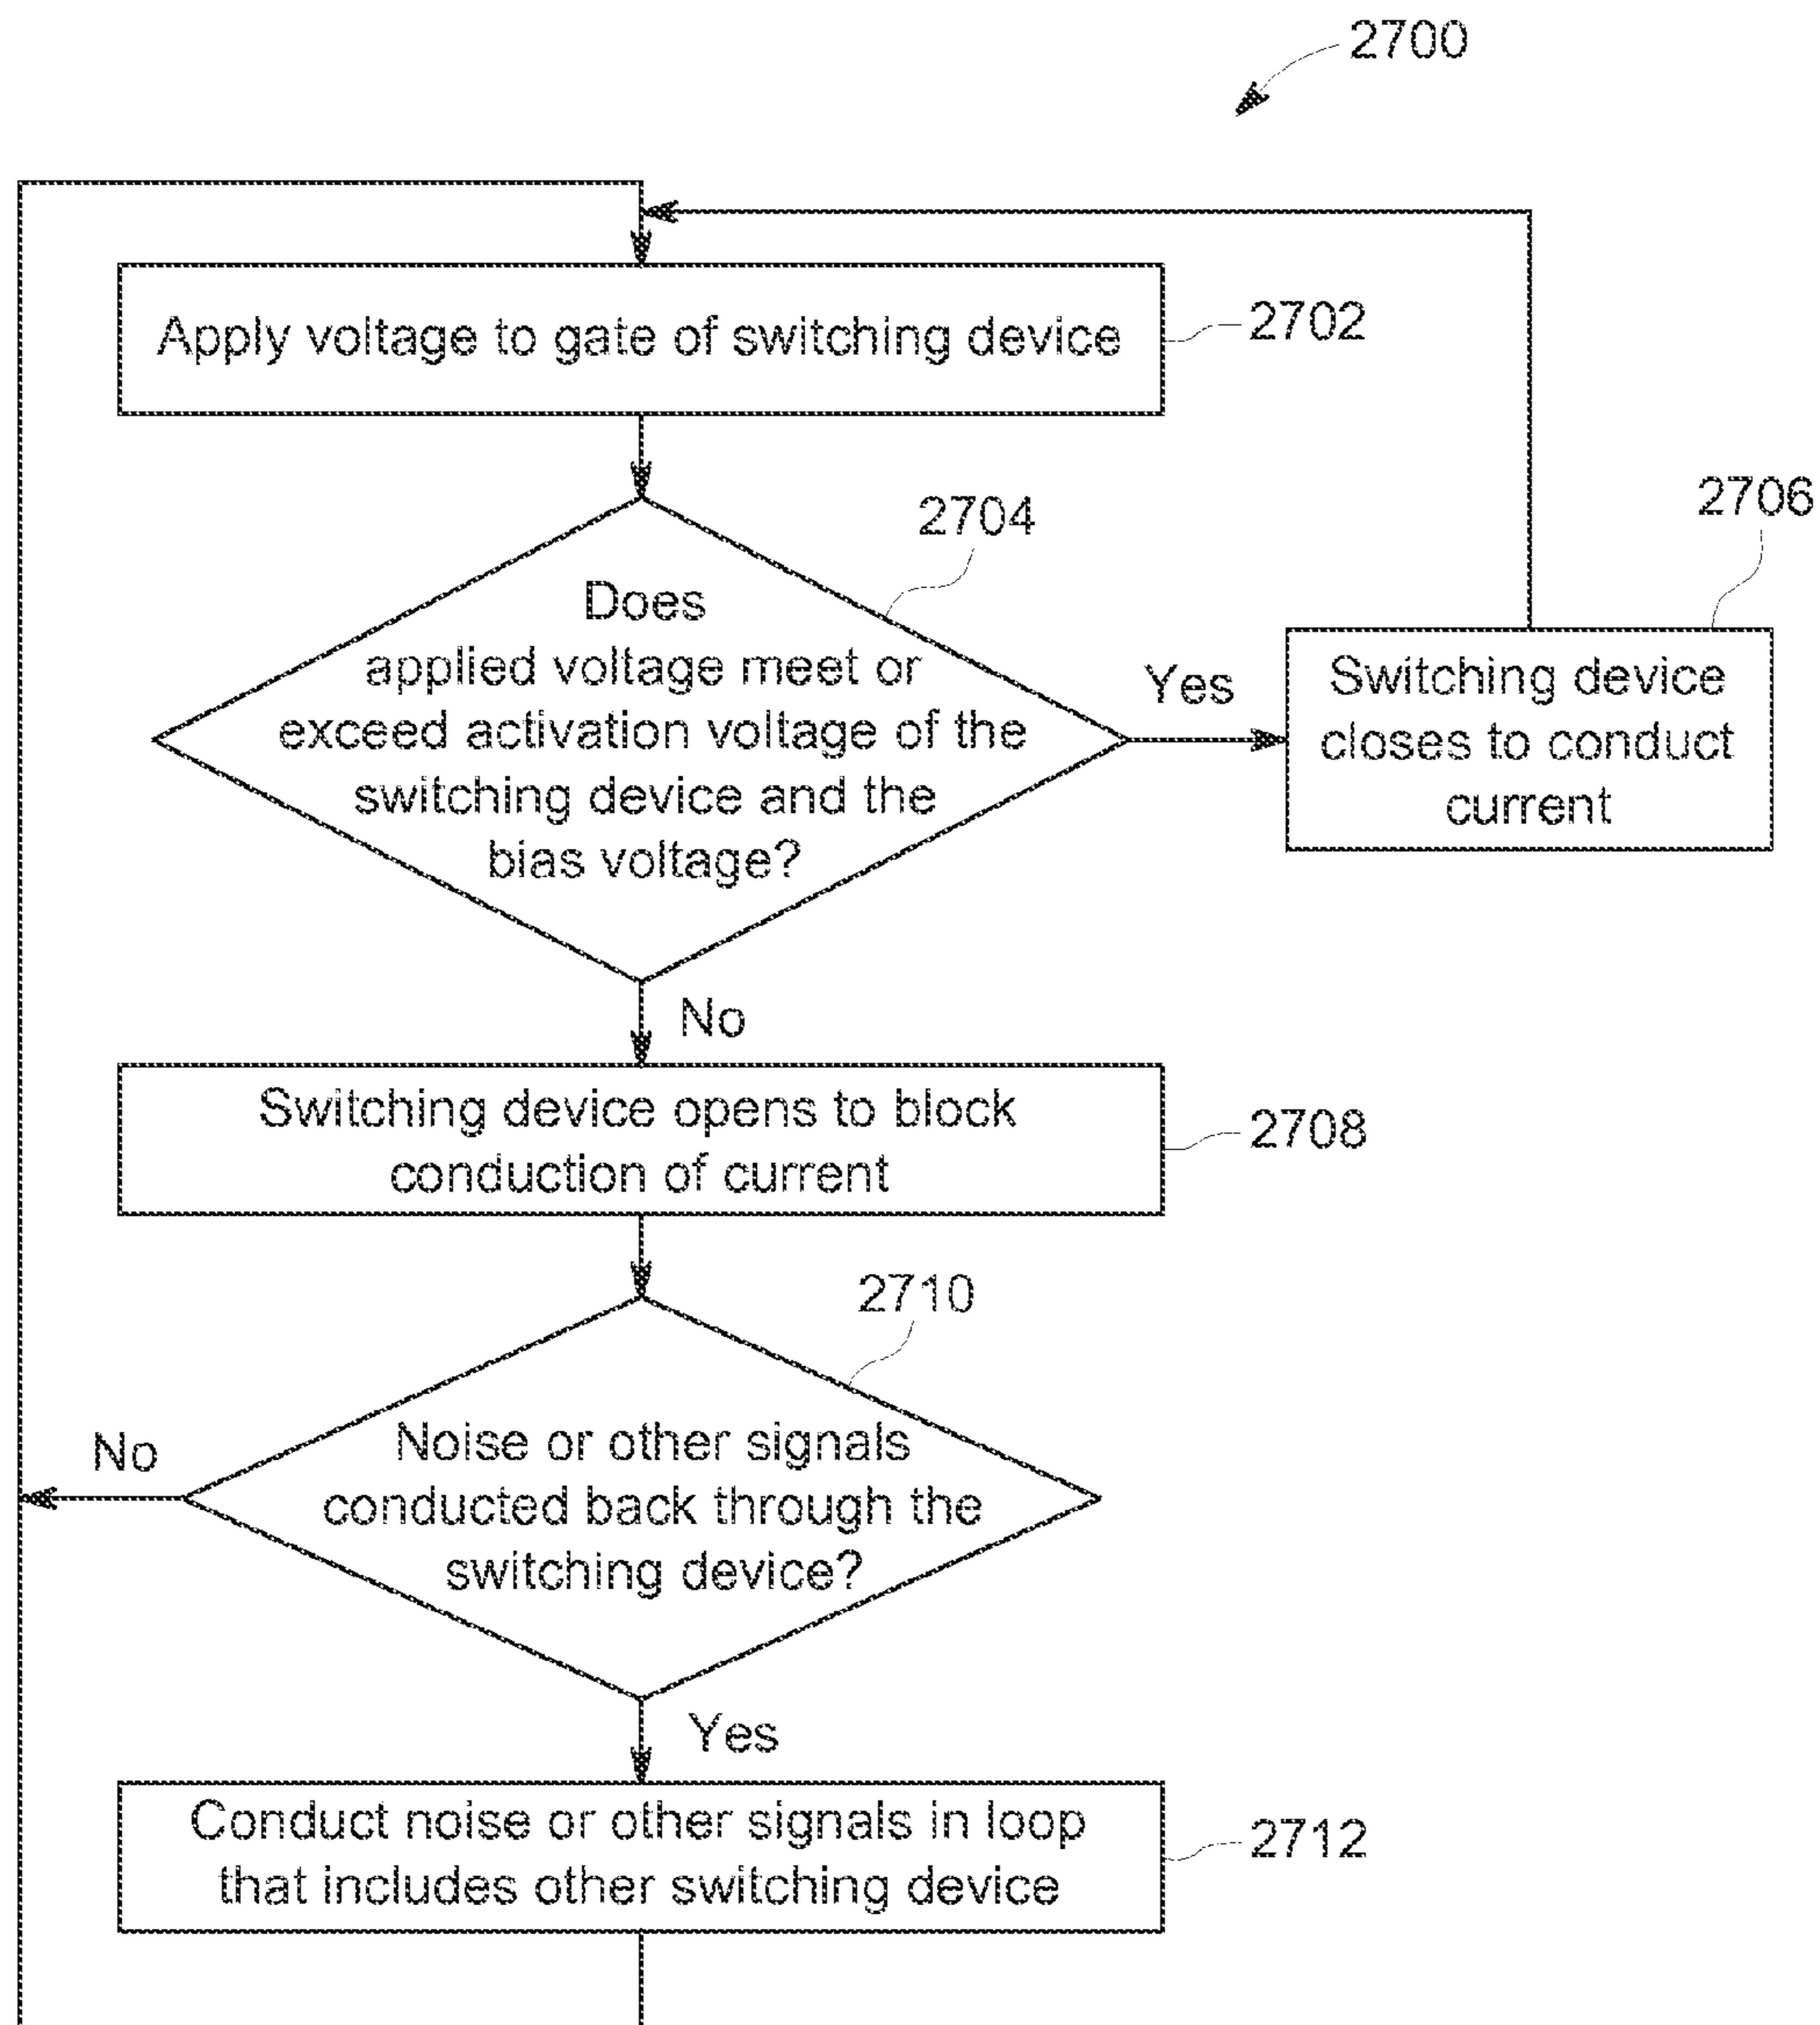 2700
Apply voltage to gate of switching device
2702
2704
2706
Does
applied voltage meet or
exceed activation voltage of the
switching device and the
bias voltage?
Yes
Switching device
closes to conduct
current
No
Switching device opens to block
conduction of current
2708
2710
Noise or other signals
conducted back through the
switching device?
No
Yes
Conduct noise or other signals in loop
that includes other switching device
2712